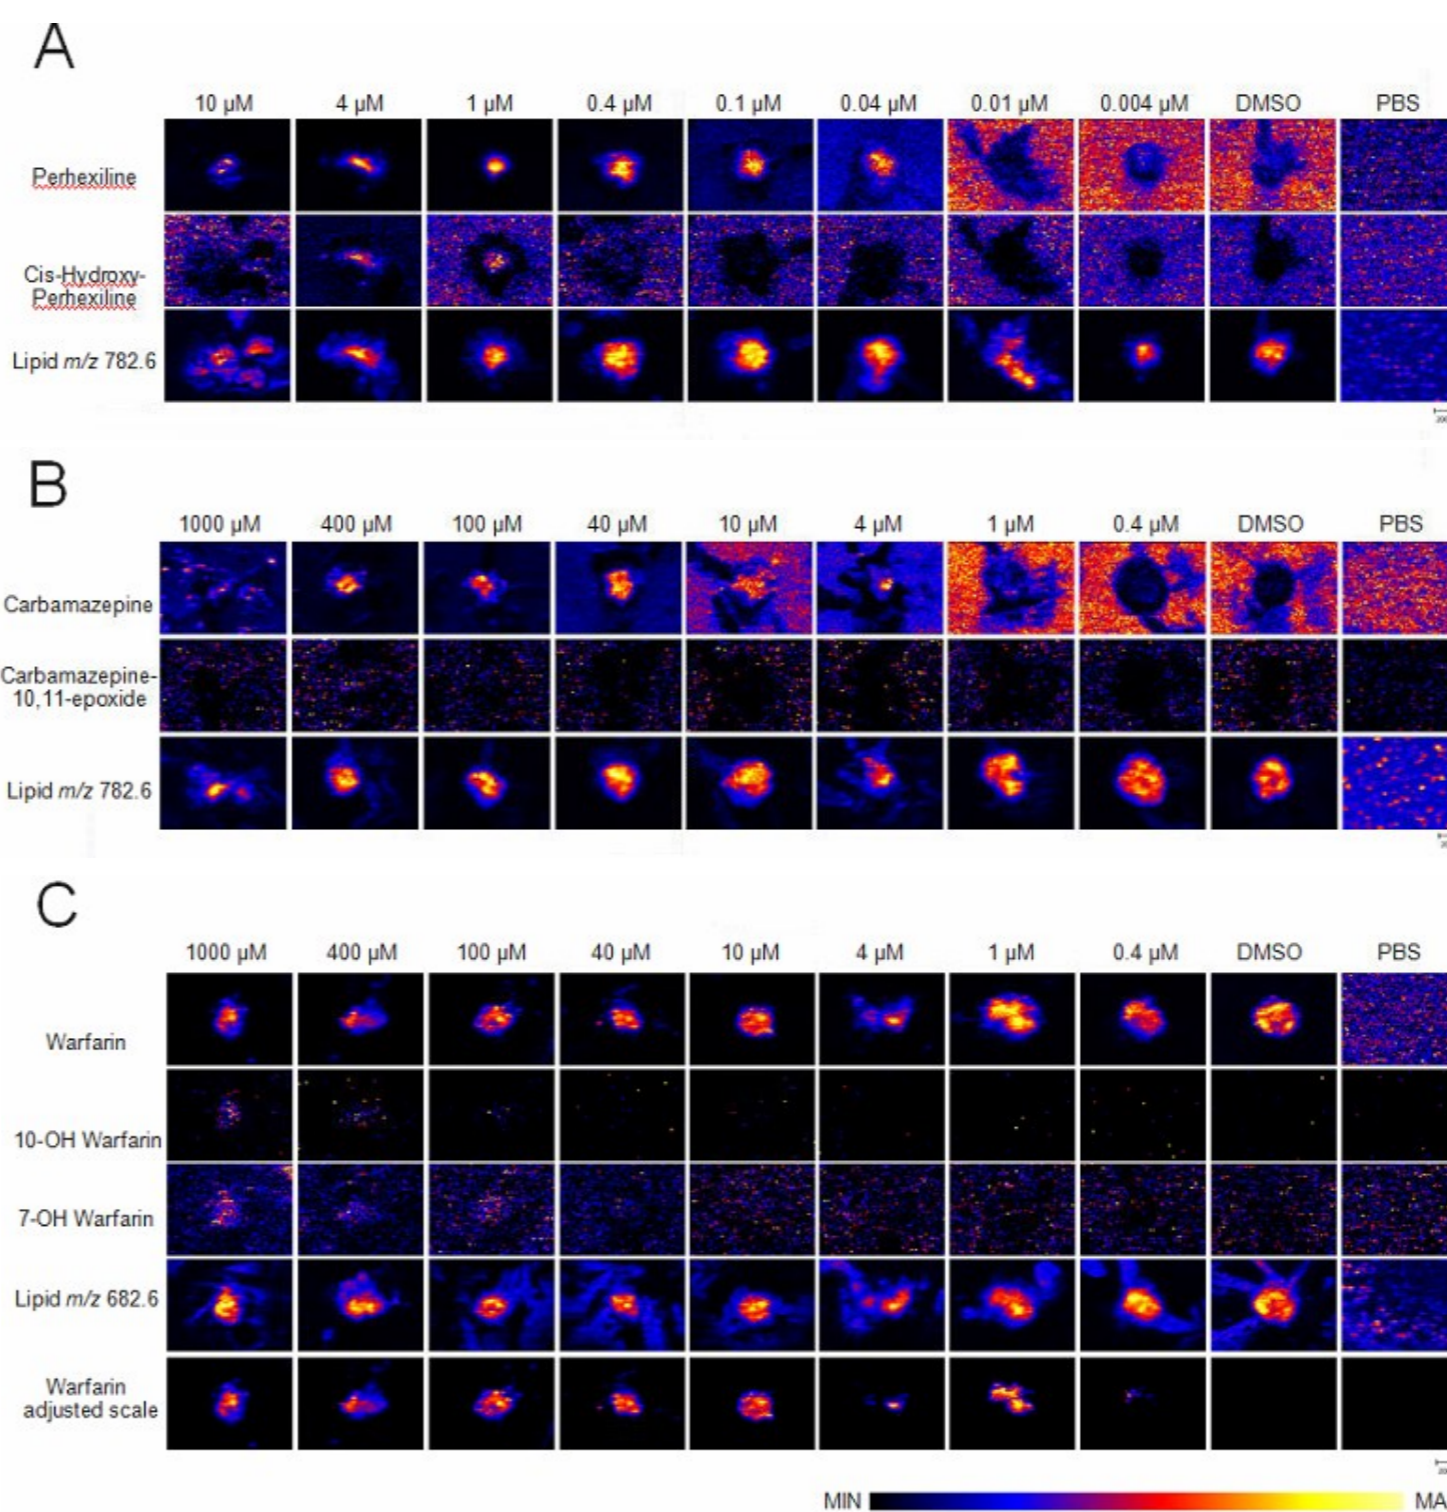 A
10 µM 4 µM 1 µM 0.4 µM 0.1 µM 0.04 µM 0.01 µM 0.004 µM DMSO PBS
Perhexiline
Cis-Hydroxy-
Perhexiline
Lipid m/z 782.6
B
1000 µM 400 µM 100 µM 40 µM 10 µM 4 µM 1 µM 0.4 µM DMSO PBS
Carbamazepine
Carbamazepine-
10,11-epoxide
Lipid m/z 782.6
C
1000 µM 400 µM 100 µM 40 µM 10 µM 4 µM 1 µM 0.4 µM DMSO PBS
Warfarin
10-OH Warfarin
7-OH Warfarin
Lipid m/z 682.6
Warfarin
adjusted scale
MIN MA